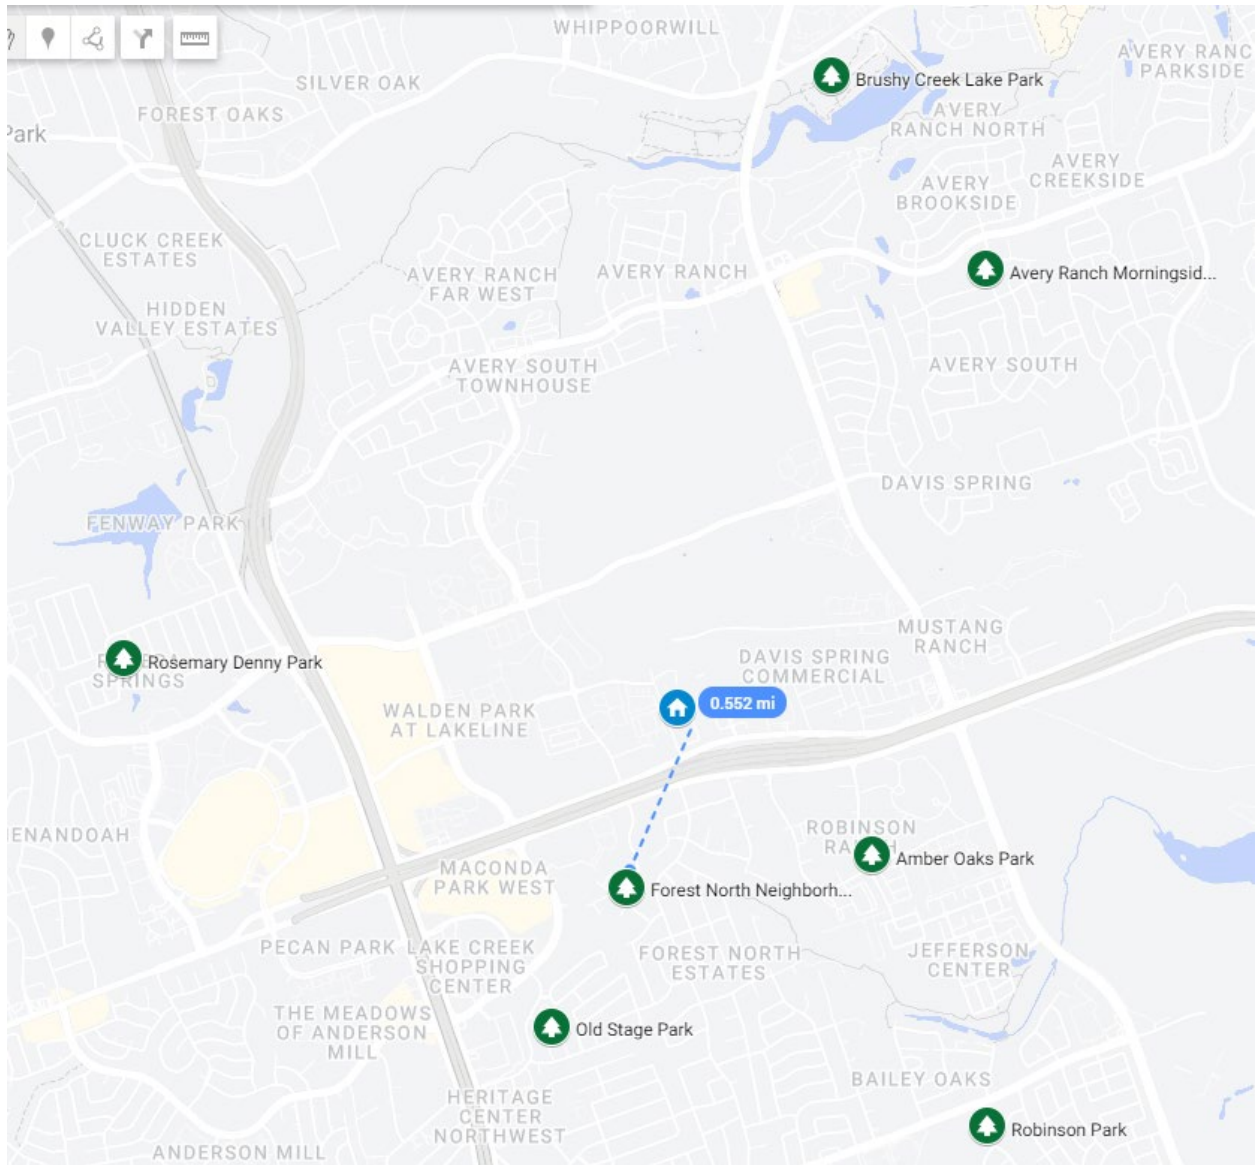 WHIPPOORWILL
AVERY RANC
PARKSIDE
SILVER OAK
Brushy Creek Lake Park
FOREST OAKS
AVERY
RANCH NORTH
Park
AVERY
CREEKSIDE
AVERY
BROOKSIDE
CLUCK CREEK
ESTATES
AVERY RANCH
FAR WEST
AVERY RANCH
Avery Ranch Morningsid...
HIDDEN
VALLEY ESTATES
AVERY SOUTH
TOWNHOUSE
AVERY SOUTH
DAVIS SPRING
FENWAY PARK
MUSTANG
RANCH
Rosemary Denny Park
SPRINGS
DAVIS SPRING
COMMERCIAL
0.552 mi
WALDEN PARK
AT LAKELINE
ENANDOAH
ROBINSON
Amber Oaks Park
MACONDA
PARK WEST
Forest North Neighborh...
PECAN PARK
LAKE CREEK
SHOPPING
CENTER
FOREST NORTH
ESTATES
JEFFERSON
CENTER
THE MEADOWS
OF ANDERSON
MILL
Old Stage Park
BAILEY OAKS
HERITAGE
CENTER
NORTHWEST
Robinson Park
ANDERSON MILL